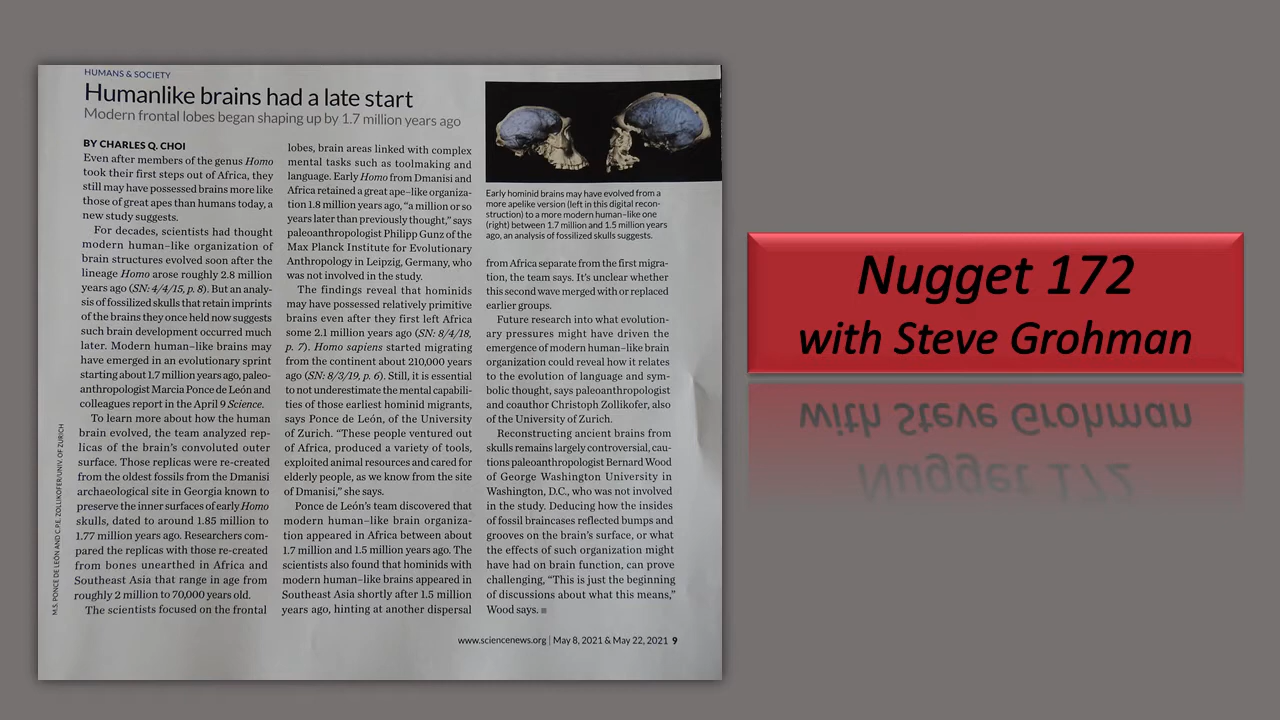 HUMANS & SOCIETY
Humanlike brains had a late start
Modern frontal lobes began shaping up by 1.7 million years ago
BY CHARLES Q. CHOI
Even after members of the genus Homo
took their first steps out of Africa, they
still may have possessed brains more like
those of great apes than humans today, a
new study suggests.
For decades, scientists had thought
modern human–like organization of
brain structures evolved soon after the
lineage Homo arose roughly 2.8 million
years ago (SN: 4/4/15, p. 8). But an analy-
sis of fossilized skulls that retain imprints
of the brains they once held now suggests
such brain development occurred much
later. Modern human–like brains may
have emerged in an evolutionary sprint
starting about 1.7 million years ago, paleo-
anthropologist Marcia Ponce de León and
colleagues report in the April 9 Science.
To learn more about how the human
brain evolved, the team analyzed rep-
licas of the brain's convoluted outer
surface. Those replicas were re-created
from the oldest fossils from the Dmanisi
archaeological site in Georgia known to
preserve the inner surfaces of early Homo
skulls, dated to around 1.85 million to
1.77 million years ago. Researchers com-
pared the replicas with those re-created
from bones unearthed in Africa and
Southeast Asia that range in age from
roughly 2 million to 70,000 years old.
The scientists focused on the frontal
lobes, brain areas linked with complex
mental tasks such as toolmaking and
language. Early Homo from Dmanisi and
Africa retained a great ape–like organiza-
tion 1.8 million years ago, "a million or so
years later than previously thought," says
paleoanthropologist Philipp Gunz of the
Max Planck Institute for Evolutionary
Anthropology in Leipzig, Germany, who
was not involved in the study.
The findings reveal that hominids
may have possessed relatively primitive
brains even after they first left Africa
some 2.1 million years ago (SN: 8/4/18,
p. 7). Homo sapiens started migrating
from the continent about 210,000 years
ago (SN: 8/3/19, p. 6). Still, it is essential
to not underestimate the mental capabili-
ties of those earliest hominid migrants,
says Ponce de León, of the University
of Zurich. "These people ventured out
of Africa, produced a variety of tools,
exploited animal resources and cared for
elderly people, as we know from the site
of Dmanisi," she says.
Ponce de León's team discovered that
modern human–like brain organiza-
tion appeared in Africa between about
1.7 million and 1.5 million years ago. The
scientists also found that hominids with
modern human–like brains appeared in
Southeast Asia shortly after 1.5 million
years ago, hinting at another dispersal
Early hominid brains may have evolved from a
more apelike version (left in this digital recon-
struction) to a more modern human–like one
(right) between 1.7 million and 1.5 million years
ago, an analysis of fossilized skulls suggests.
from Africa separate from the first migra-
tion, the team says. It's unclear whether
this second wave merged with or replaced
earlier groups.
Future research into what evolution-
ary pressures might have driven the
emergence of modern human–like brain
organization could reveal how it relates
to the evolution of language and sym-
bolic thought, says paleoanthropologist
and coauthor Christoph Zollikofer, also
of the University of Zurich.
Reconstructing ancient brains from
skulls remains largely controversial, cau-
tions paleoanthropologist Bernard Wood
of George Washington University in
Washington, D.C., who was not involved
in the study. Deducing how the insides
of fossil braincases reflected bumps and
grooves on the brain's surface, or what
the effects of such organization might
have had on brain function, can prove
challenging, "This is just the beginning
of discussions about what this means,"
Wood says.
M.S. PONCE DE LEÓN AND C.P.E. ZOLLIKOFER/UNIV. OF ZURICH
www.sciencenews.org | May 8, 2021 & May 22, 2021 9
Nugget 172
with Steve Grohman